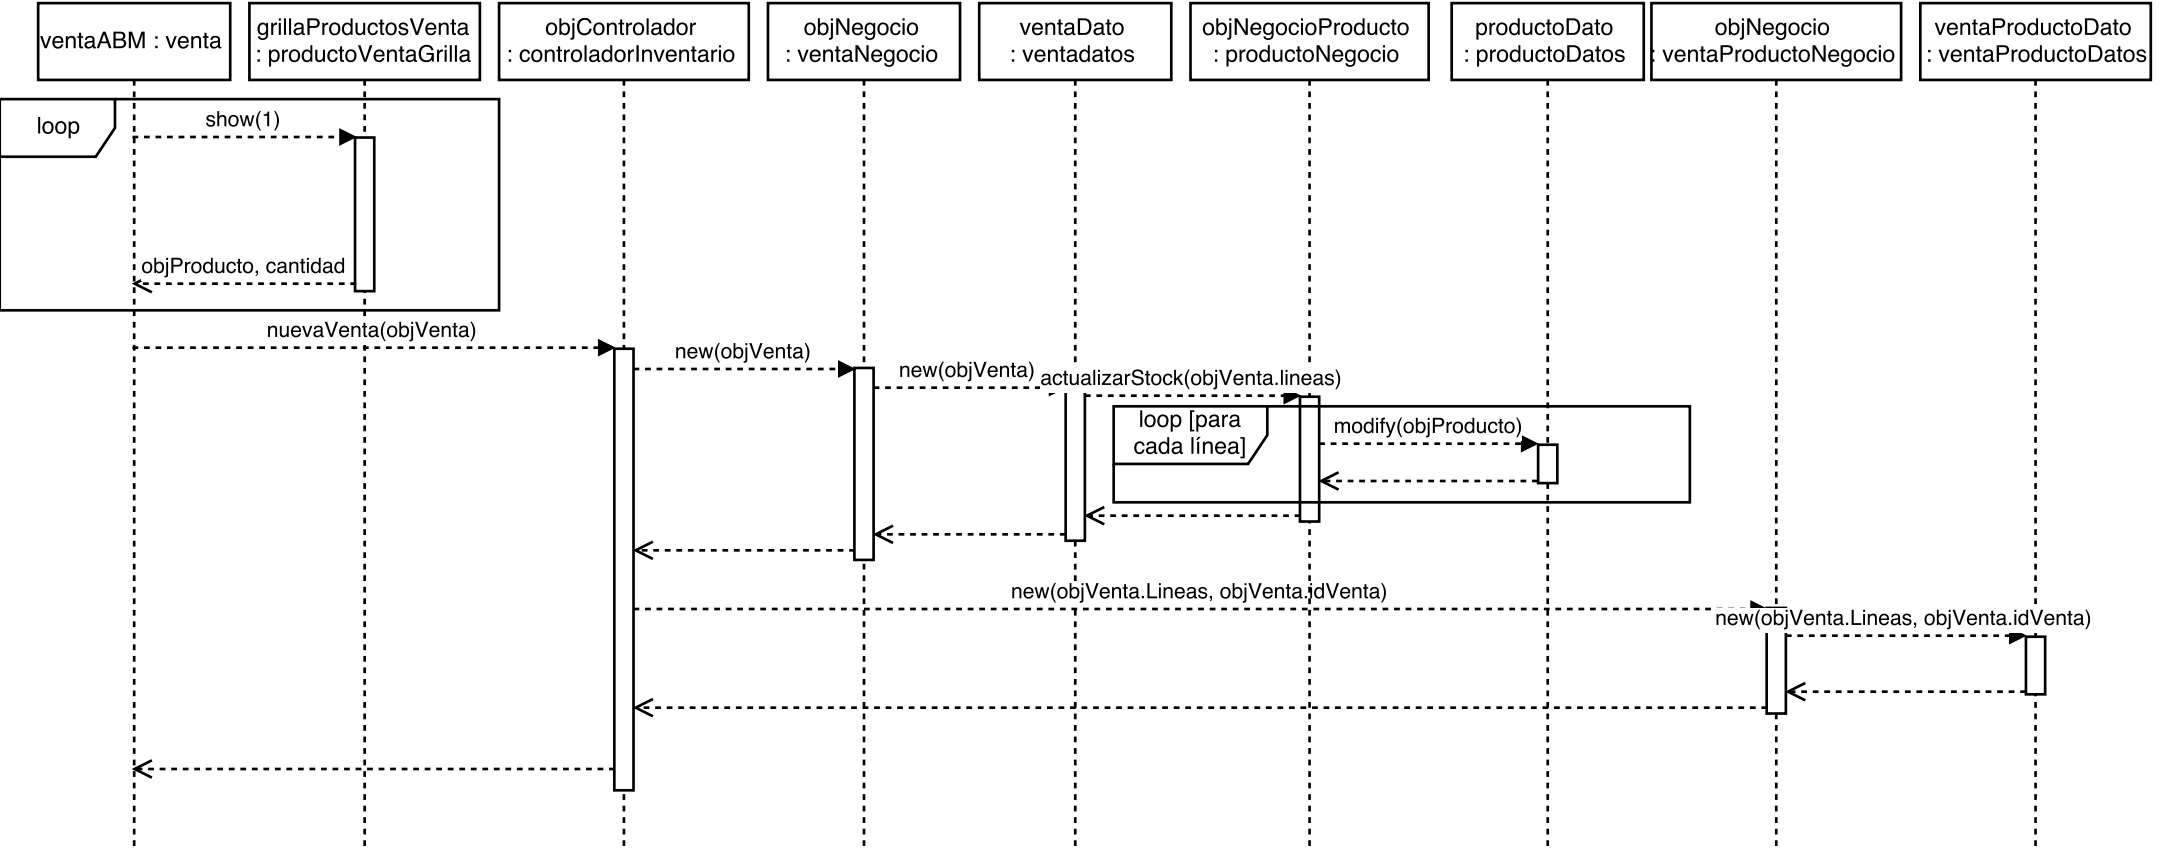 ventaABM : venta
grillaProductosVenta
: productoVentaGrilla
objControlador
: controladorInventario
objNegocio
: ventaNegocio
ventaDato
: ventadatos
objNegocioProducto
: productoNegocio
productoDato
: productoDatos
objNegocio
: ventaProductoNegocio
ventaProductoDato
: ventaProductoDatos
loop
show(1)
objProducto, cantidad
nuevaVenta(objVenta)
new(objVenta)
new(objVenta)
actualizarStock(objVenta.lineas)
loop [para
cada línea]
modify(objProducto)
new(objVenta.Lineas, objVenta.idVenta)
new(objVenta.Lineas, objVenta.idVenta)